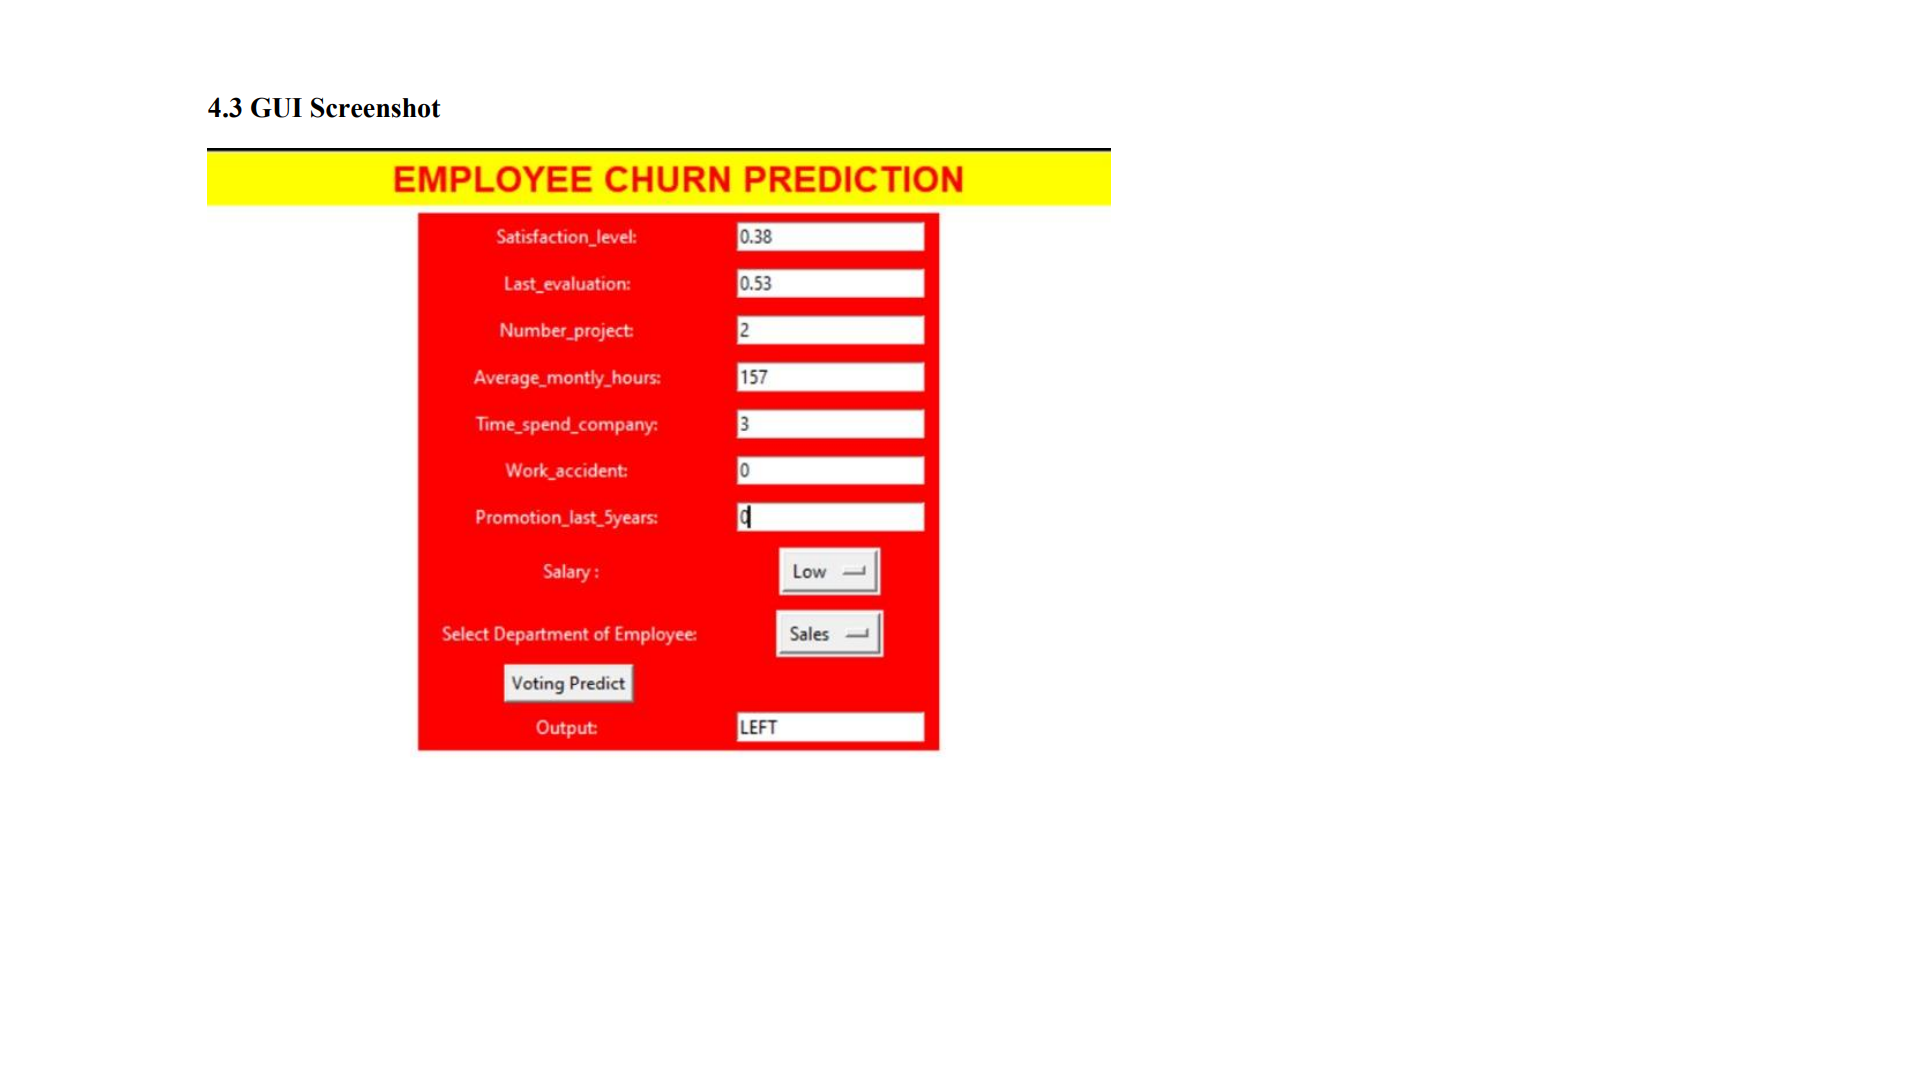 4.3 GUI Screenshot
EMPLOYEE CHURN PREDICTION
Satisfaction_level: 0.38
Last_evaluation: 0.53
Number_project: 2
Average_montly_hours: 157
Time_spend_company: 3
Work_accident: 0
Promotion_last_5years: 0
Salary : Low
Select Department of Employee: Sales
Voting Predict
Output: LEFT